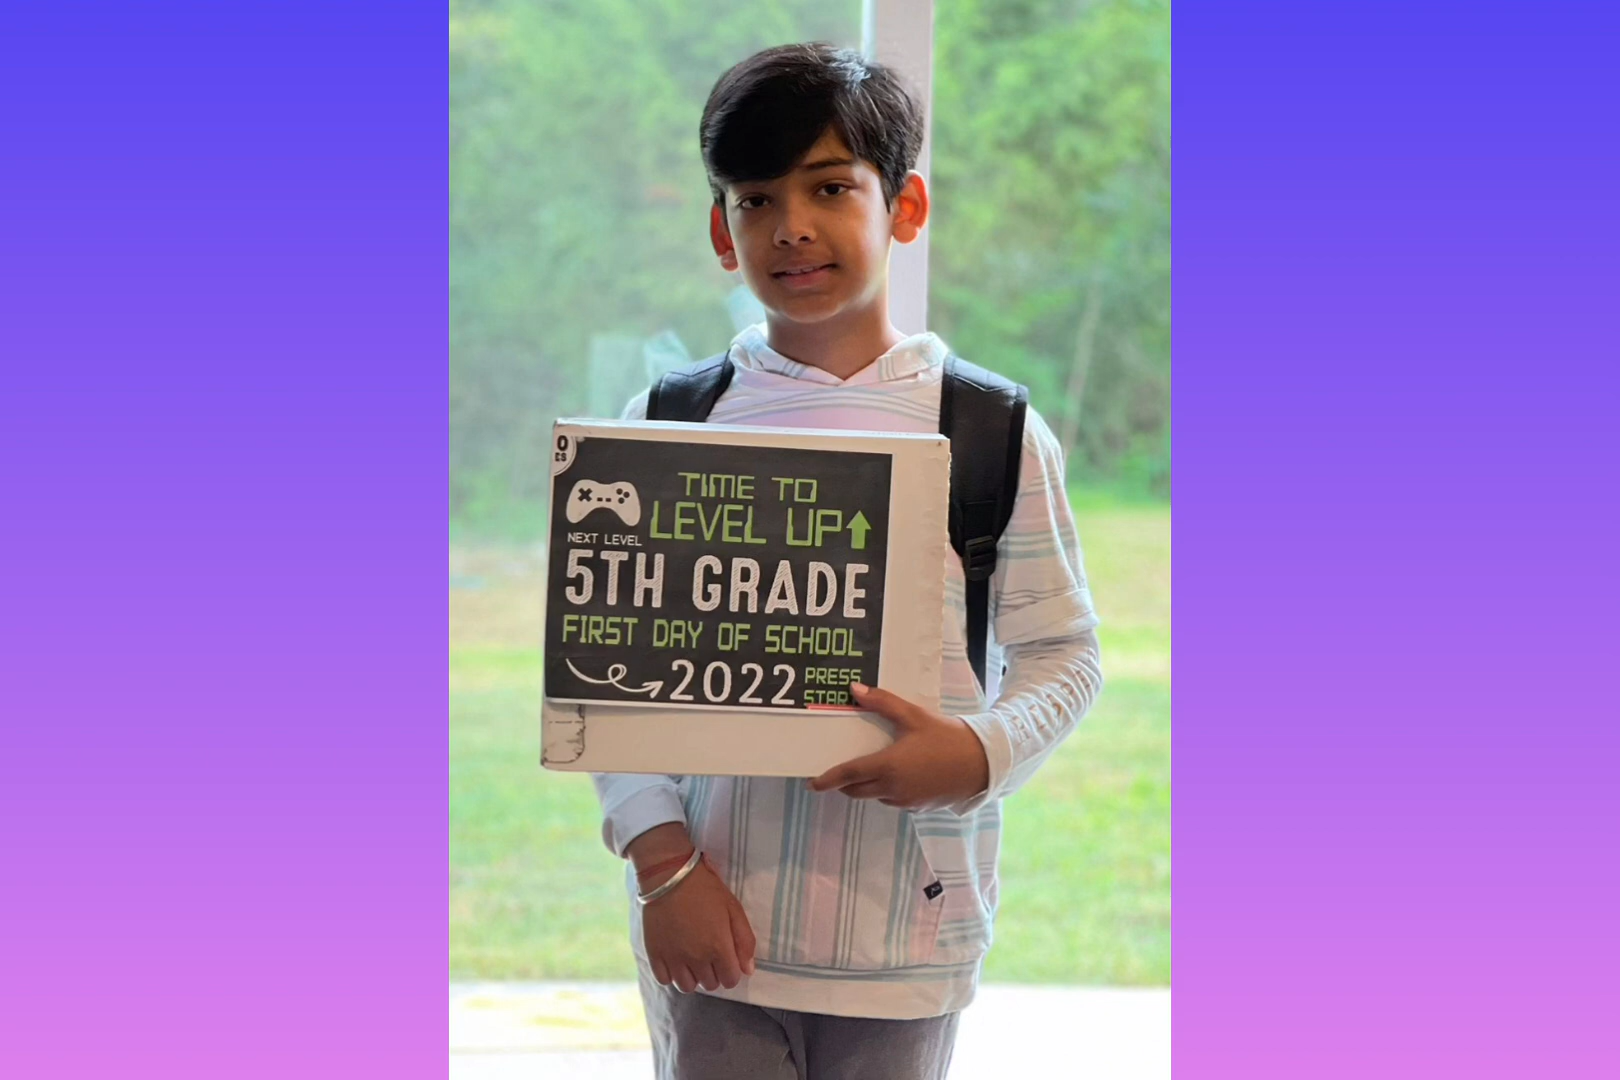 TIME TO
LEVEL UP
NEXT LEVEL
5TH GRADE
FIRST DAY OF SCHOOL
2022
PRESS